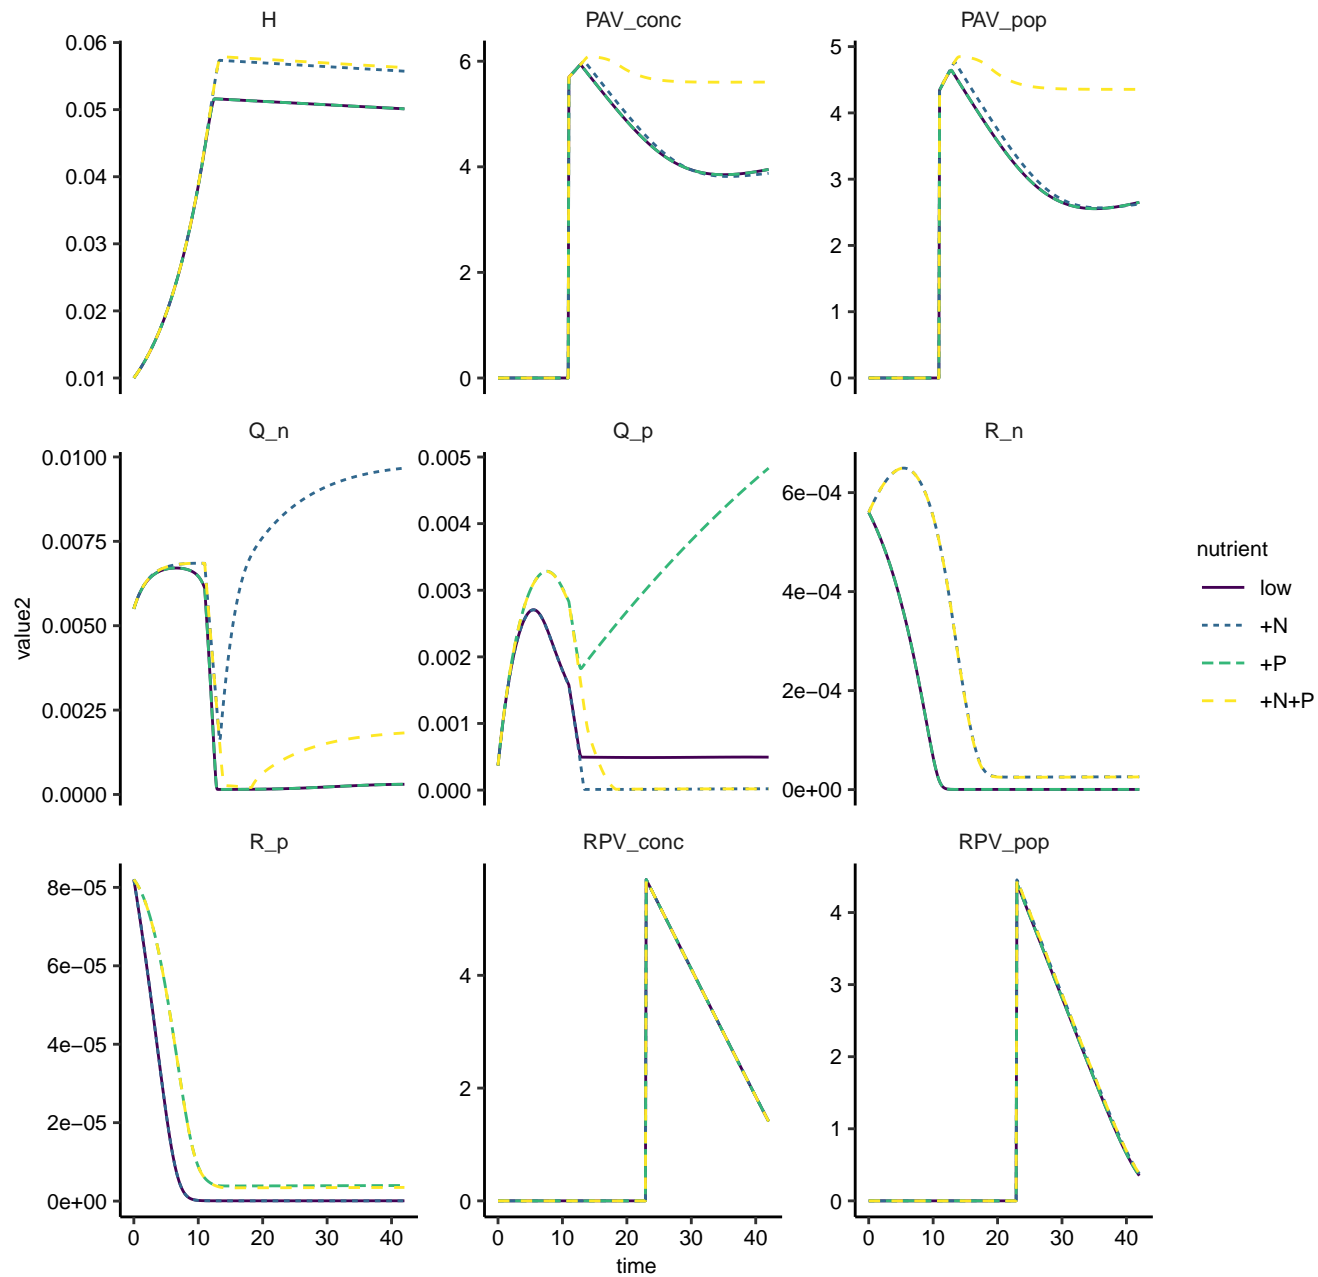 H
PAV_conc
PAV_pop
0.06
0.05
0.04
0.03
0.02
0.01
6
4
2
0
5
4
3
2
1
0
Q_n
Q_p
R_n
0.0100
0.0075
0.0050
0.0025
0.0000
0.005
0.004
0.003
0.002
0.001
0.000
6e−04
4e−04
2e−04
0e+00
R_p
RPV_conc
RPV_pop
8e−05
6e−05
4e−05
2e−05
0e+00
4
2
0
4
3
2
1
0
0 10 20 30 40
0 10 20 30 40
0 10 20 30 40
time
value2
nutrient
low
+N
+P
+N+P